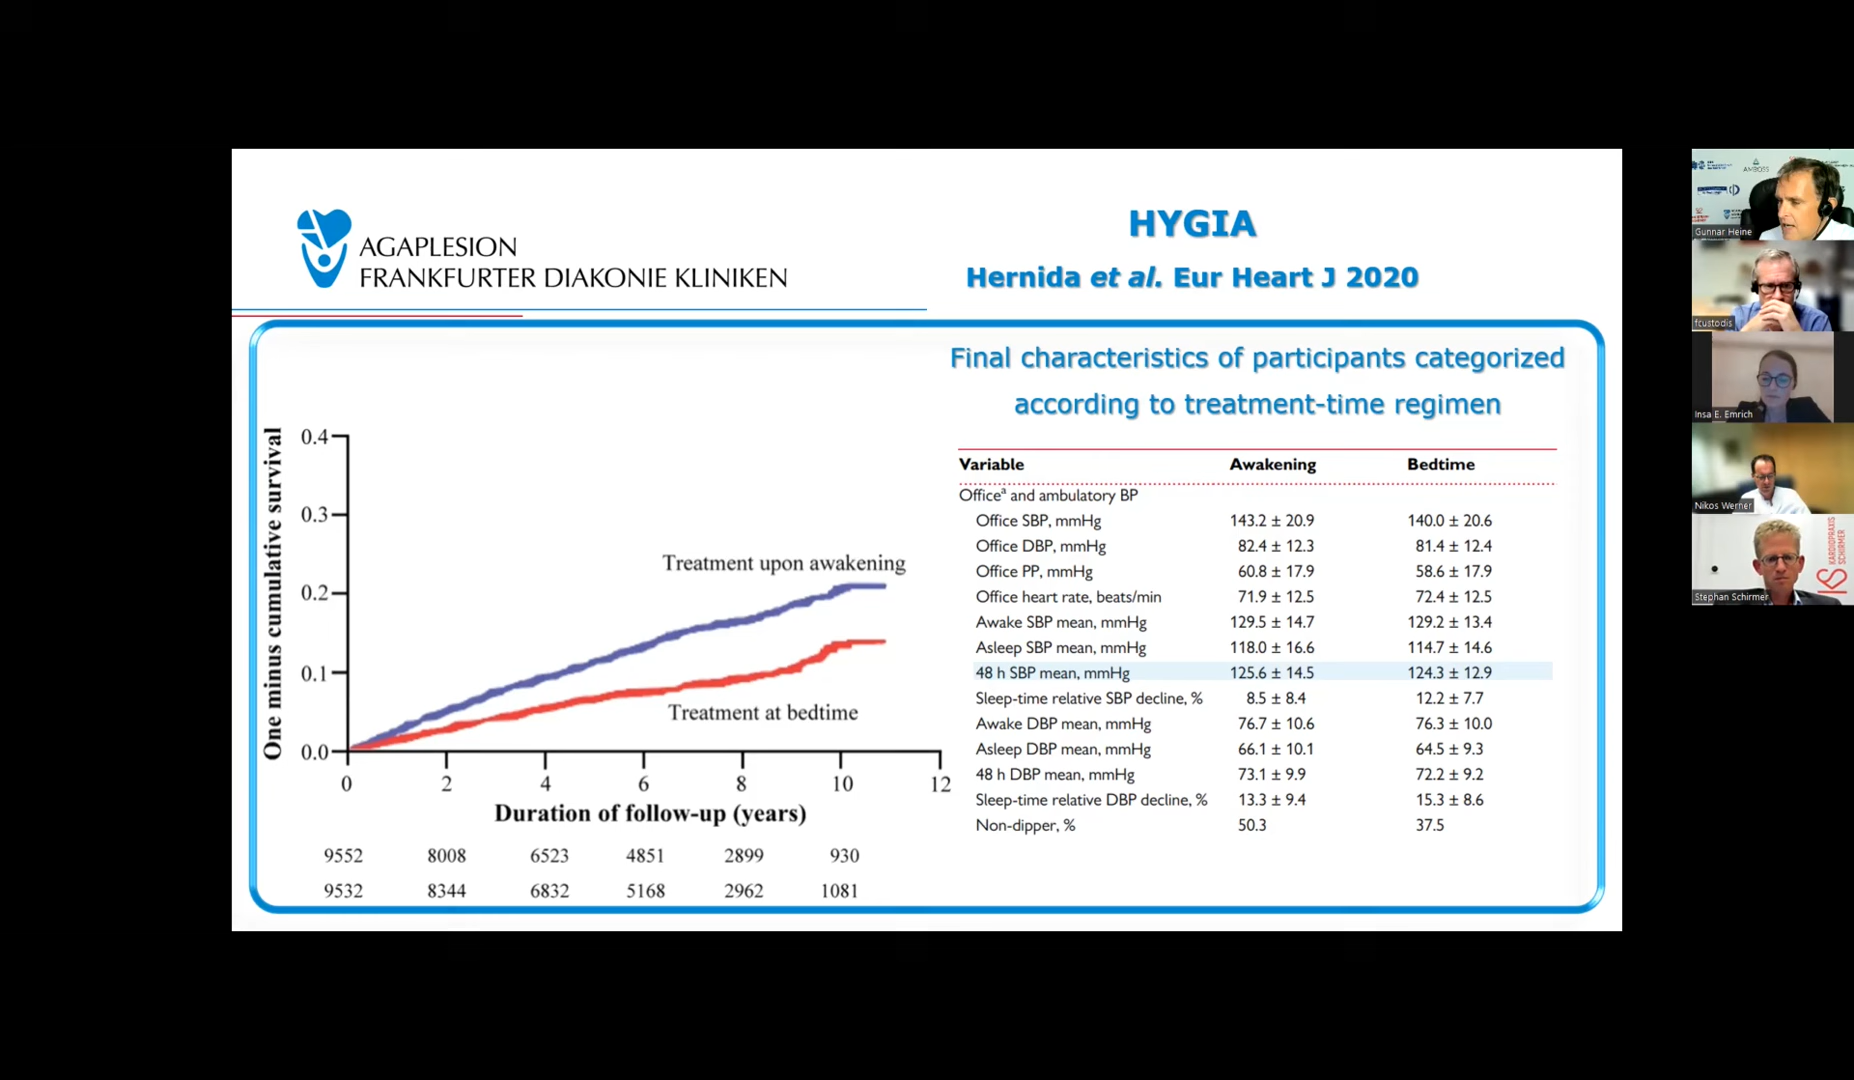 AGAPLESION
FRANKFURTER DIAKONIE KLINIKEN
HYGIA
Hernida et al. Eur Heart J 2020
Final characteristics of participants categorized
according to treatment-time regimen
One minus cumulative survival
0.4
0.3
0.2
0.1
0.0
Treatment upon awakening
Treatment at bedtime
0 2 4 6 8 10 12
Duration of follow-up (years)
9552 8008 6523 4851 2899 930
9532 8344 6832 5168 2962 1081
Variable Awakening Bedtime
Officeª and ambulatory BP
Office SBP, mmHg 143.2 ± 20.9 140.0 ± 20.6
Office DBP, mmHg 82.4 ± 12.3 81.4 ± 12.4
Office PP, mmHg 60.8 ± 17.9 58.6 ± 17.9
Office heart rate, beats/min 71.9 ± 12.5 72.4 ± 12.5
Awake SBP mean, mmHg 129.5 ± 14.7 129.2 ± 13.4
Asleep SBP mean, mmHg 118.0 ± 16.6 114.7 ± 14.6
48 h SBP mean, mmHg 125.6 ± 14.5 124.3 ± 12.9
Sleep-time relative SBP decline, % 8.5 ± 8.4 12.2 ± 7.7
Awake DBP mean, mmHg 76.7 ± 10.6 76.3 ± 10.0
Asleep DBP mean, mmHg 66.1 ± 10.1 64.5 ± 9.3
48 h DBP mean, mmHg 73.1 ± 9.9 72.2 ± 9.2
Sleep-time relative DBP decline, % 13.3 ± 9.4 15.3 ± 8.6
Non-dipper, % 50.3 37.5
AMBOSS
Gunnar Heine
fcustodis
Insa E. Emrich
Nikos Werner
KARDIOPRAXIS
SCHIRMER
KS
Stephan Schirmer